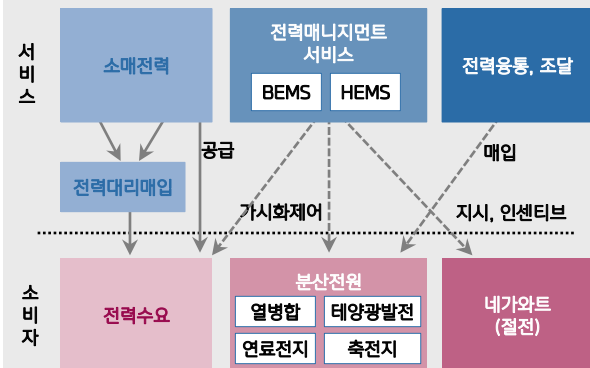 서비스
소매전력
전력매니지먼트
서비스
BEMS
HEMS
전력융통, 조달
공급
매입
전력대리매입
가시화제어
지시, 인센티브
소비자
전력수요
분산전원
열병합
태양광발전
연료전지
축전지
네가와트
(절전)